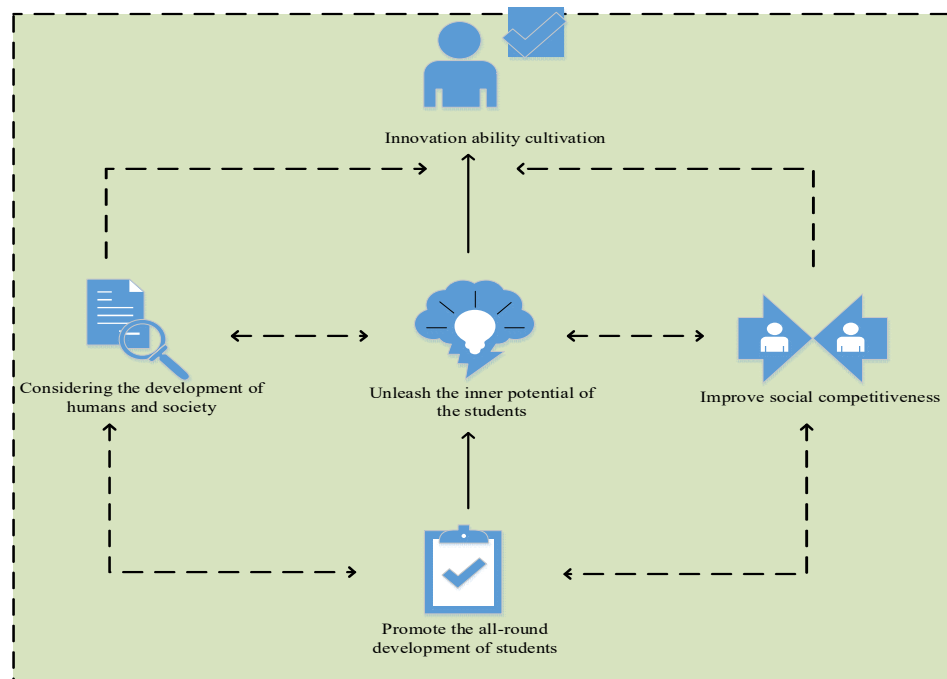 Innovation ability cultivation
Considering the development of
humans and society
Unleash the inner potential of
the students
Improve social competitiveness
Promote the all-round
development of students